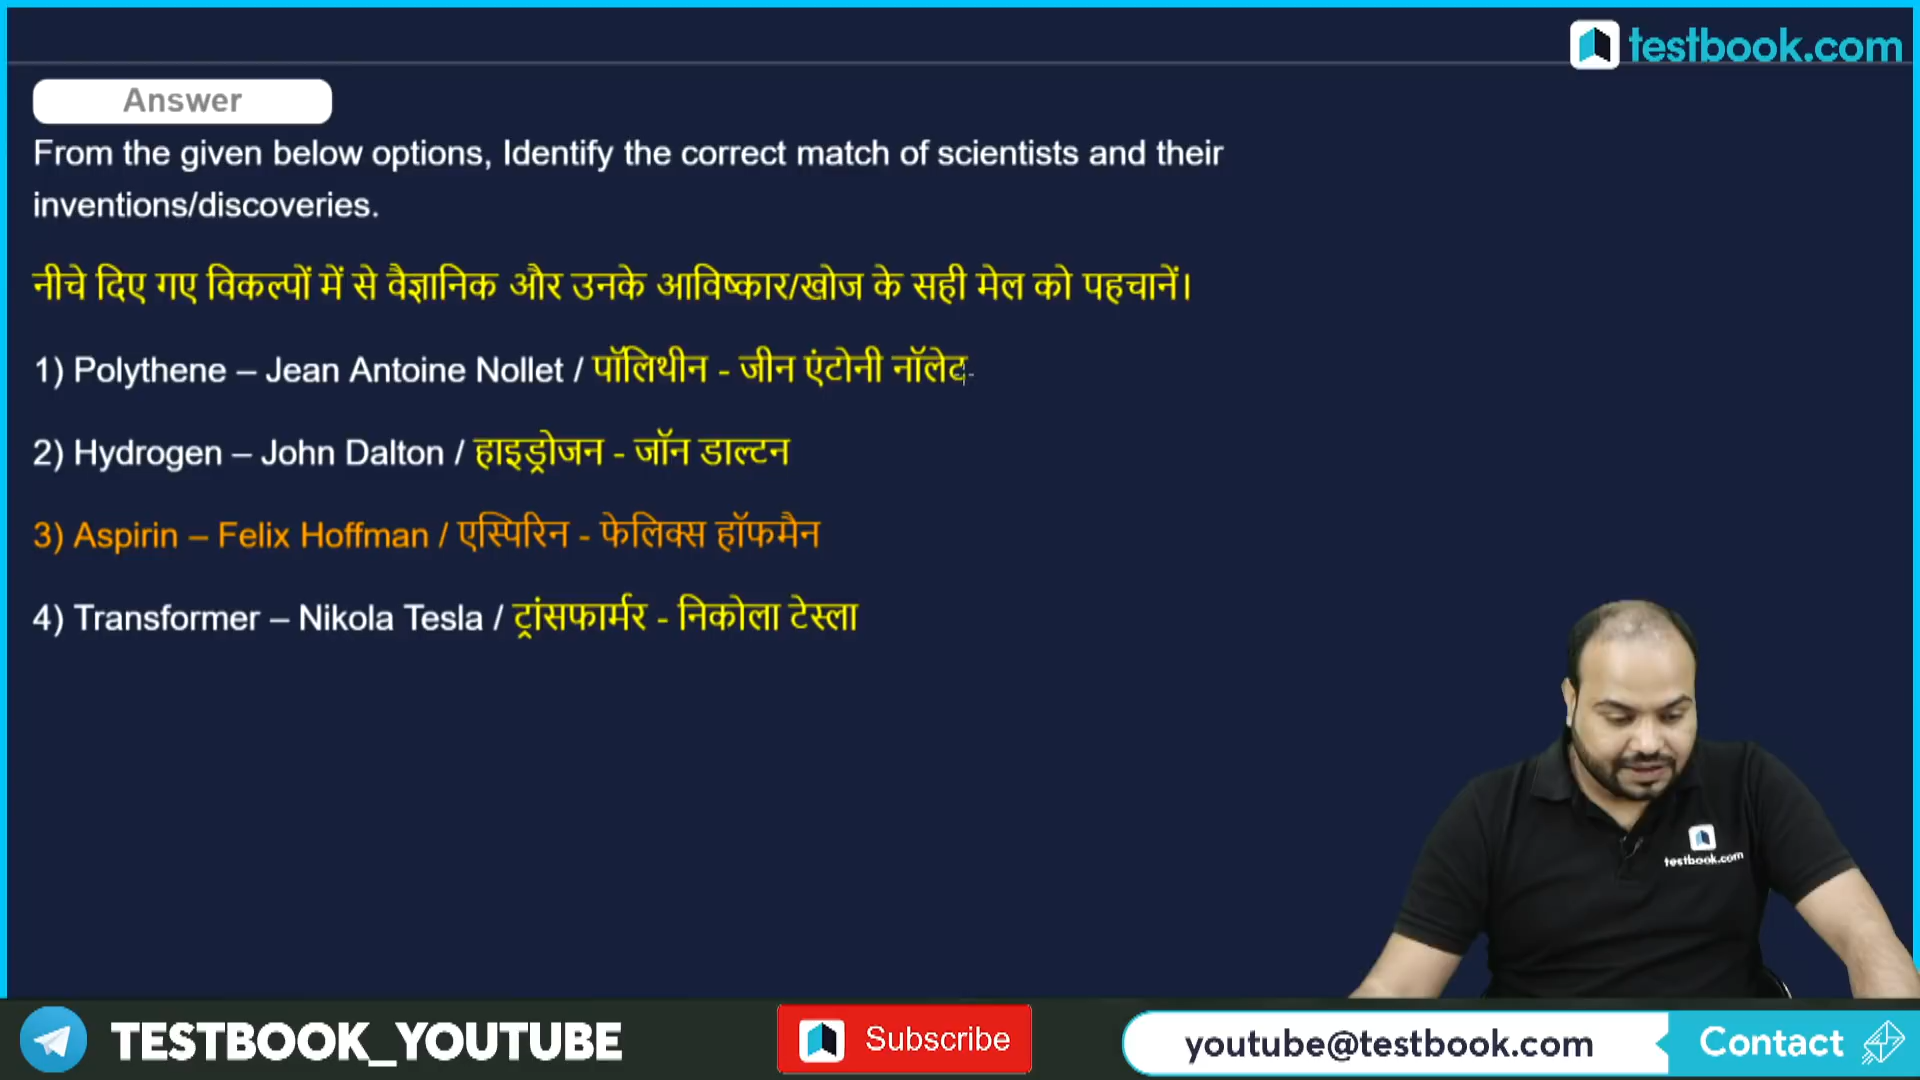 testbook.com
Answer
From the given below options, Identify the correct match of scientists and their
inventions/discoveries.
नीचे दिए गए विकल्पों में से वैज्ञानिक और उनके आविष्कार/खोज के सही मेल को पहचानें।
1) Polythene – Jean Antoine Nollet / पॉलिथीन - जीन एंटोनी नॉलेट
2) Hydrogen – John Dalton / हाइड्रोजन - जॉन डाल्टन
3) Aspirin – Felix Hoffman / एस्पिरिन - फेलिक्स हॉफमैन
4) Transformer – Nikola Tesla / ट्रांसफार्मर - निकोला टेस्ला
testbook.com
TESTBOOK_YOUTUBE
Subscribe
youtube@testbook.com
Contact